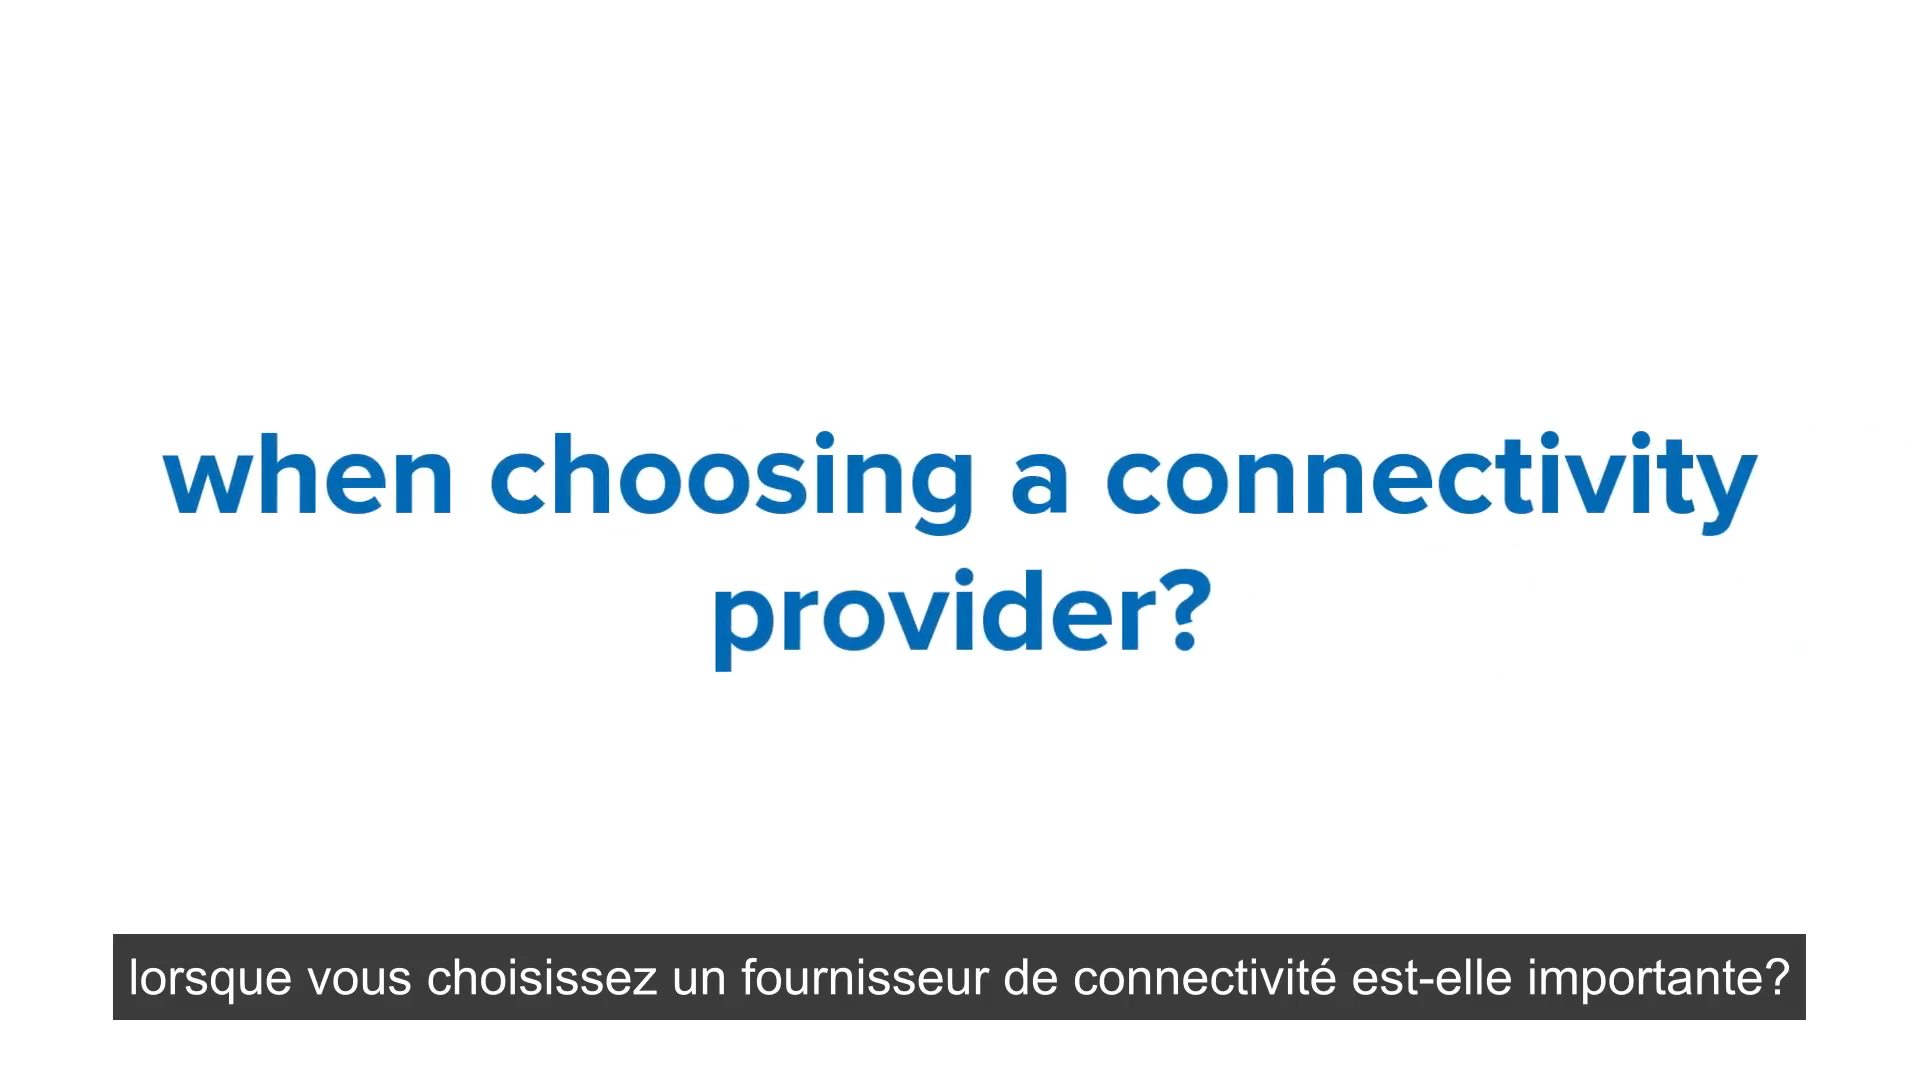 when choosing a connectivity
provider?
lorsque vous choisissez un fournisseur de connectivité est-elle importante?